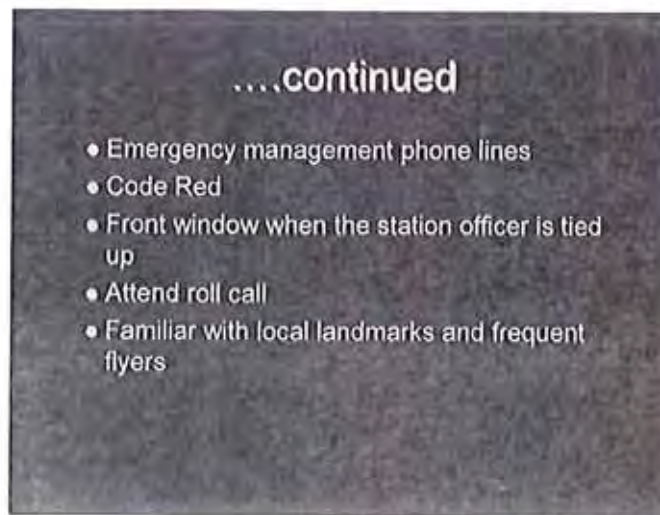 ....continued
• Emergency management phone lines
• Code Red
• Front window when the station officer is tied
up
• Attend roll call
• Familiar with local landmarks and frequent
flyers